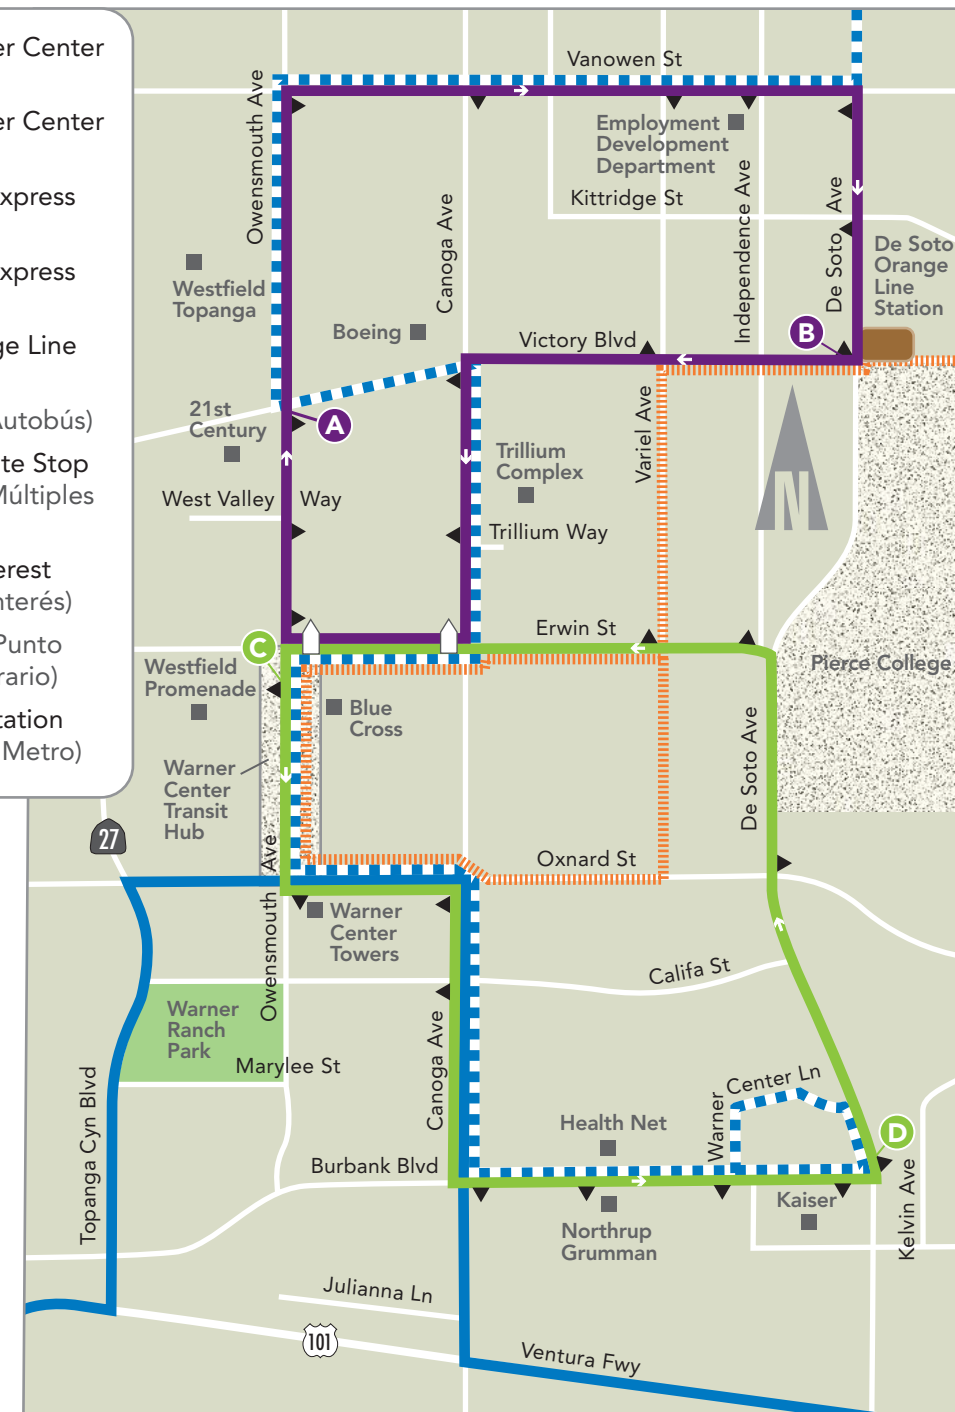 er Center
er Center
xpress
xpress
ge Line
Autobús)
te Stop
Múltiples
erest
nterés)
Punto
rario)
tation
Metro)
Vanowen St
Owensmouth Ave
Employment
Development
Department
Kittridge St
Canoga Ave
Independence Ave
De Soto Ave
De Soto
Orange
Line
Station
Westfield
Topanga
Boeing
Victory Blvd
B
21st
Century
A
Variel Ave
Trillium
Complex
N
West Valley Way
Trillium Way
Erwin St
C
Westfield
Promenade
Pierce College
Blue
Cross
De Soto Ave
Warner
Center
Transit
Hub
27
Oxnard St
Owensmouth Ave
Warner
Center
Towers
Califa St
Warner
Ranch
Park
Marylee St
Canoga Ave
Topanga Cyn Blvd
Warner Center Ln
Health Net
D
Burbank Blvd
Kaiser
Kelvin Ave
Northrup
Grumman
Julianna Ln
101
Ventura Fwy